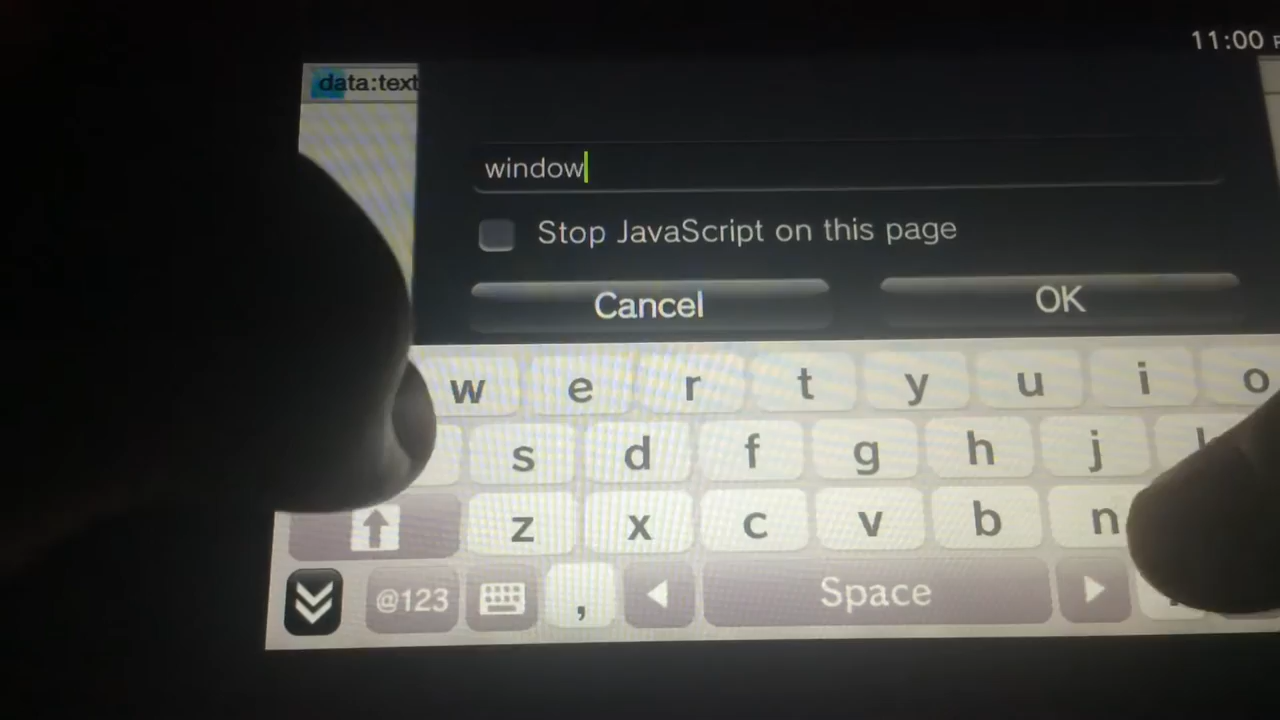 11:00
data:text
window
Stop JavaScript on this page
Cancel OK
w e r t y u i o
s d f g h j
z x c v b n
@123 , Space